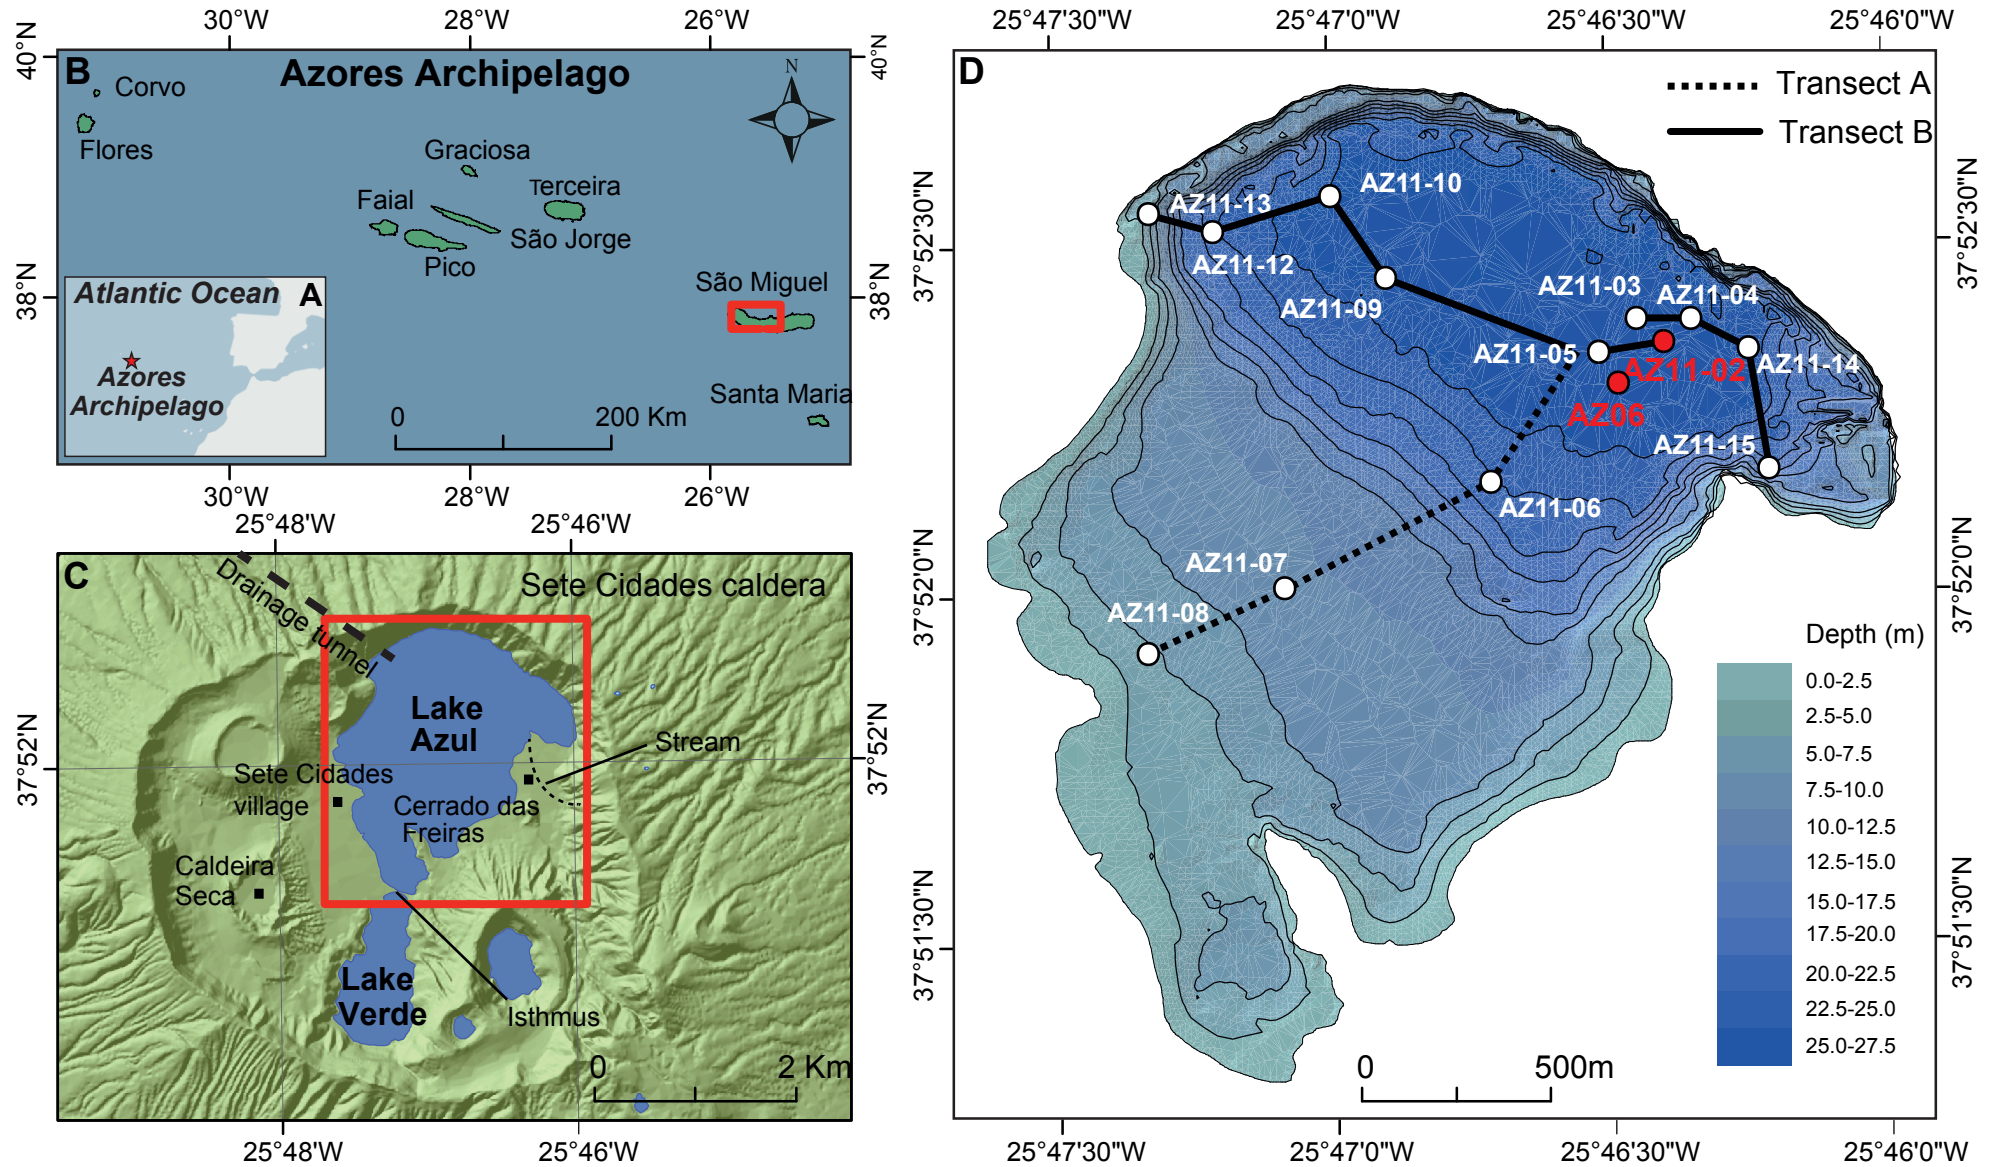 30°W
28°W
26°W
40°N
40°N
B
Azores Archipelago
N
Corvo
Flores
Graciosa
Terceira
Faial
São Jorge
Pico
38°N
38°N
São Miguel
Atlantic Ocean
A
Azores
Archipelago
Santa Maria
0
200 Km
30°W
28°W
26°W
25°48'W
25°46'W
C
Sete Cidades caldera
Drainage tunnel
Lake
Azul
Stream
37°52'N
37°52'N
Sete Cidades
village
Cerrado das
Freiras
Caldeira
Seca
Lake
Verde
Isthmus
0
2 Km
25°48'W
25°46'W
25°47'30"W
25°47'0"W
25°46'30"W
25°46'0"W
D
Transect A
Transect B
37°52'30"N
37°52'30"N
AZ11-10
AZ11-13
AZ11-12
AZ11-09
AZ11-03
AZ11-04
AZ11-05
AZ11-02
AZ11-14
AZ06
AZ11-15
AZ11-06
AZ11-07
AZ11-08
37°52'0"N
37°52'0"N
Depth (m)
0.0-2.5
2.5-5.0
5.0-7.5
7.5-10.0
10.0-12.5
12.5-15.0
15.0-17.5
17.5-20.0
20.0-22.5
22.5-25.0
25.0-27.5
37°51'30"N
37°51'30"N
0
500m
25°47'30"W
25°47'0"W
25°46'30"W
25°46'0"W